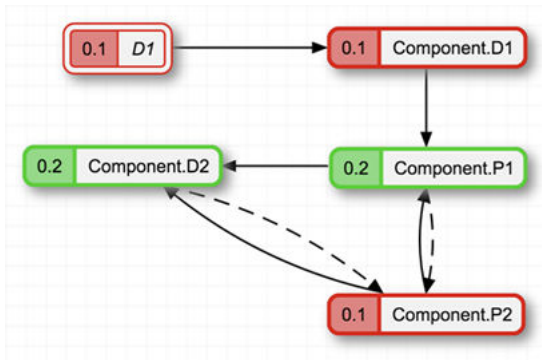 0.1 D1
0.1 Component.D1
0.2 Component.D2
0.2 Component.P1
0.1 Component.P2